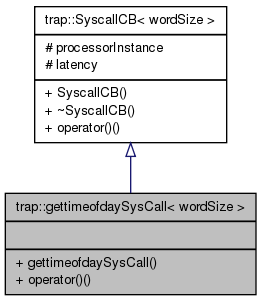 trap::SyscallCB< wordSize >
# processorInstance
# latency
+ SyscallCB()
+ ~SyscallCB()
+ operator()()
trap::gettimeofdaySysCall< wordSize >
+ gettimeofdaySysCall()
+ operator()()